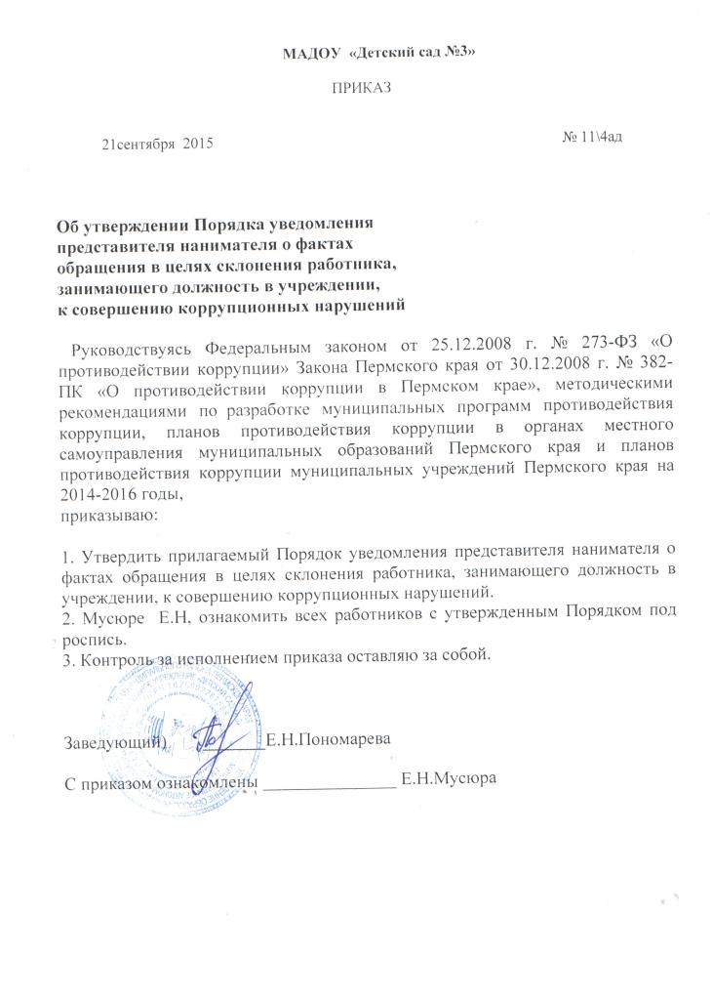 МАДОУ «Детский сад №3»
ПРИКАЗ
21сентября 2015
№ 11\4ад
Об утверждении Порядка уведомления
представителя нанимателя о фактах
обращения в целях склонения работника,
занимающего должность в учреждении,
к совершению коррупционных нарушений
Руководствуясь Федеральным законом от 25.12.2008 г. № 273-ФЗ «О
противодействии коррупции» Закона Пермского края от 30.12.2008 г. № 382-
ПК «О противодействии коррупции в Пермском крае», методическими
рекомендациями по разработке муниципальных программ противодействия
коррупции, планов противодействия коррупции в органах местного
самоуправления муниципальных образований Пермского края и планов
противодействия коррупции муниципальных учреждений Пермского края на
2014-2016 годы,
приказываю:
1. Утвердить прилагаемый Порядок уведомления представителя нанимателя о
фактах обращения в целях склонения работника, занимающего должность в
учреждении, к совершению коррупционных нарушений.
2. Мусюре Е.Н, ознакомить всех работников с утвержденным Порядком под
роспись.
3. Контроль за исполнением приказа оставляю за собой.
Заведующий) ________Е.Н.Пономарева
С приказом ознакомлены _______________ Е.Н.Мусюра